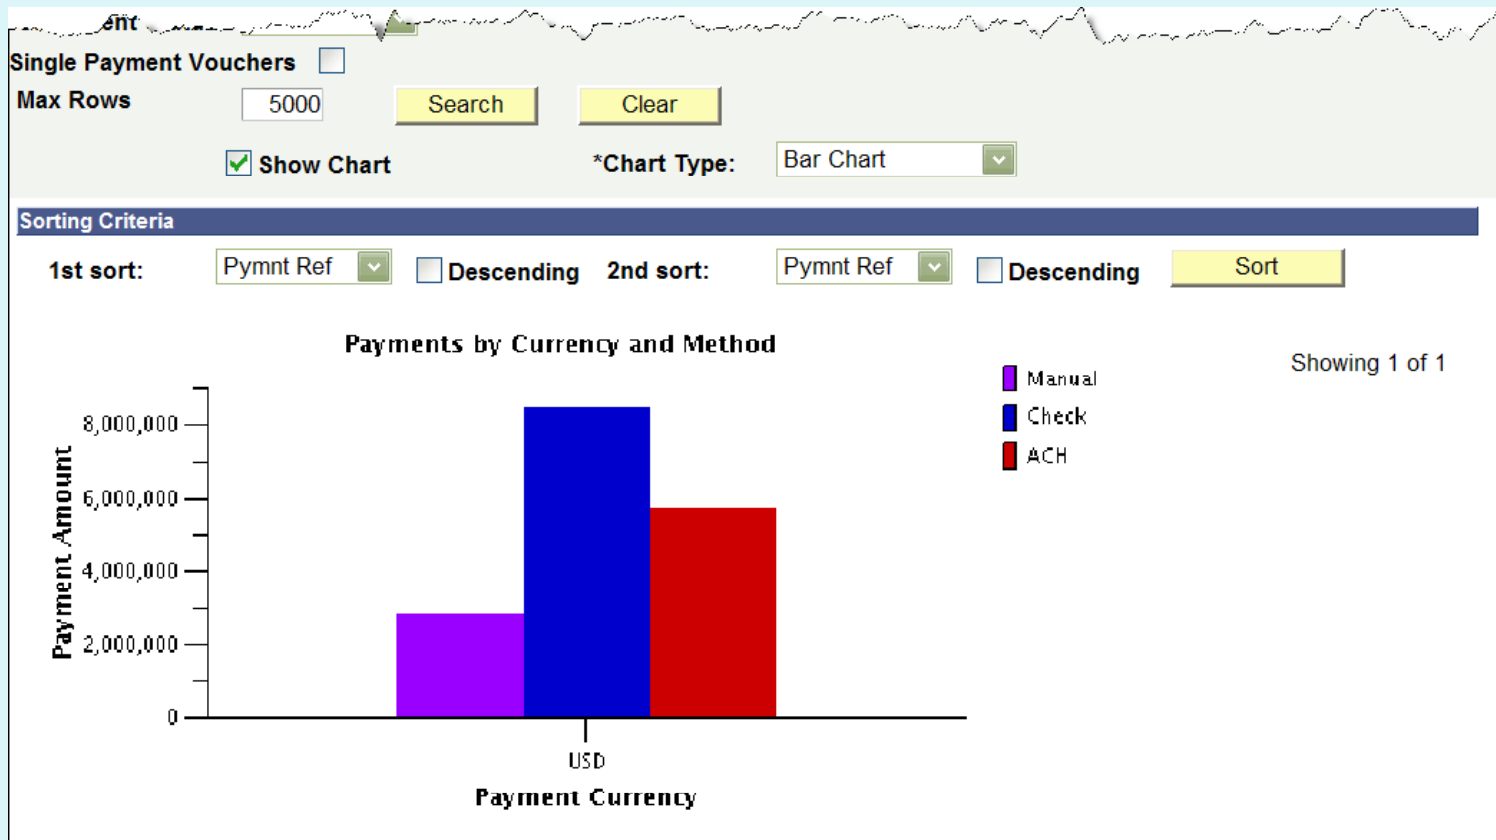 ent
Single Payment Vouchers
Max Rows 5000 Search Clear
Show Chart *Chart Type: Bar Chart
Sorting Criteria
1st sort: Pymnt Ref Descending 2nd sort: Pymnt Ref Descending Sort
Payments by Currency and Method
Showing 1 of 1
Manual
Check
ACH
Payment Amount
8,000,000
6,000,000
4,000,000
2,000,000
0
USD
Payment Currency